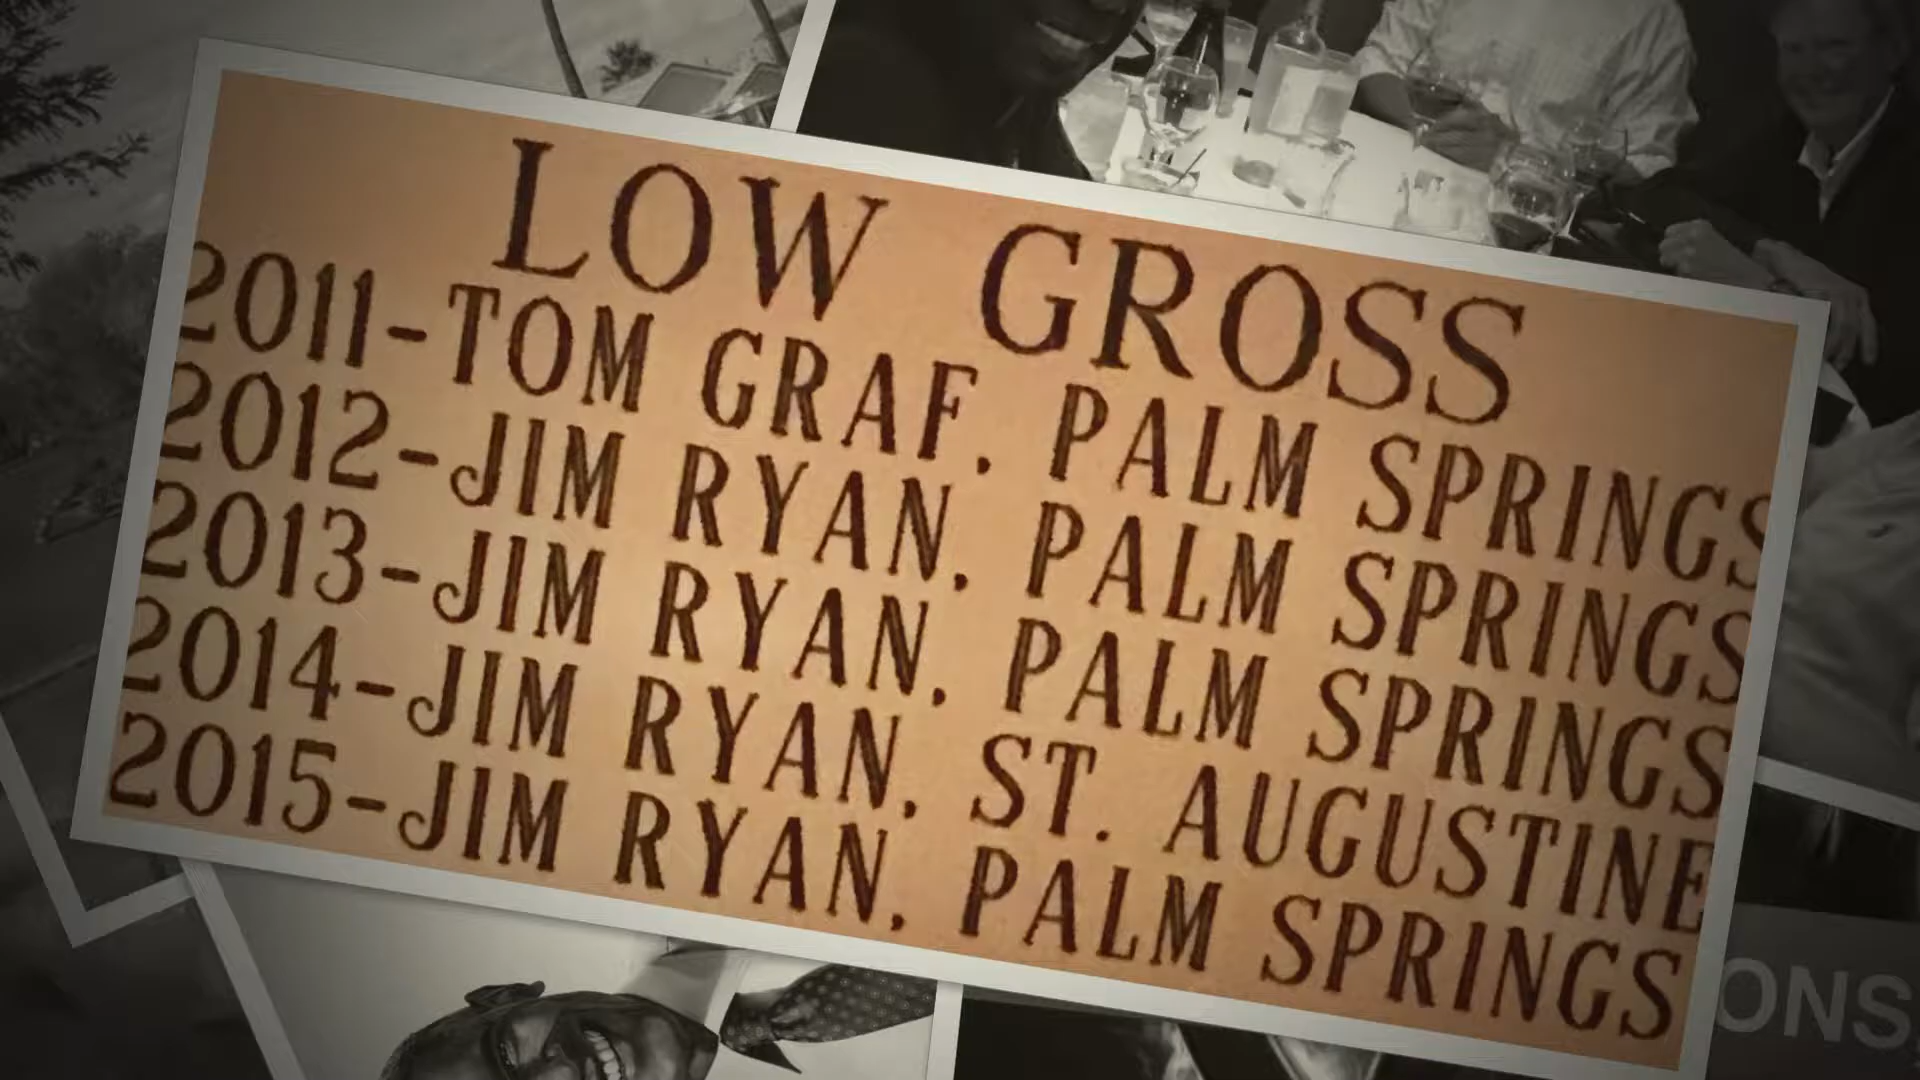 LOW GROSS
2011-TOM GRAF, PALM SPRINGS
2012-JIM RYAN, PALM SPRINGS
2013-JIM RYAN, PALM SPRINGS
2014-JIM RYAN, ST. AUGUSTINE
2015-JIM RYAN, PALM SPRINGS
ONS